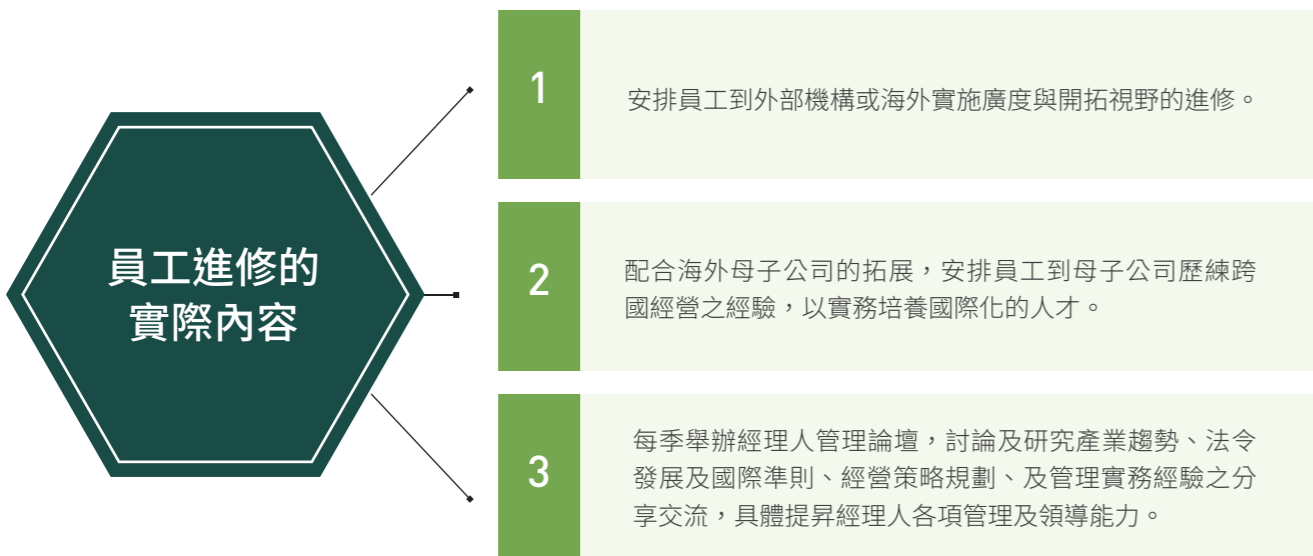 員工進修的
實際內容
1
安排員工到外部機構或海外實施廣度與開拓視野的進修。
2
配合海外母子公司的拓展,安排員工到母子公司歷練跨
國經營之經驗,以實務培養國際化的人才。
3
每季舉辦經理人管理論壇,討論及研究產業趨勢、法令
發展及國際準則、經營策略規劃、及管理實務經驗之分
享交流,具體提昇經理人各項管理及領導能力。